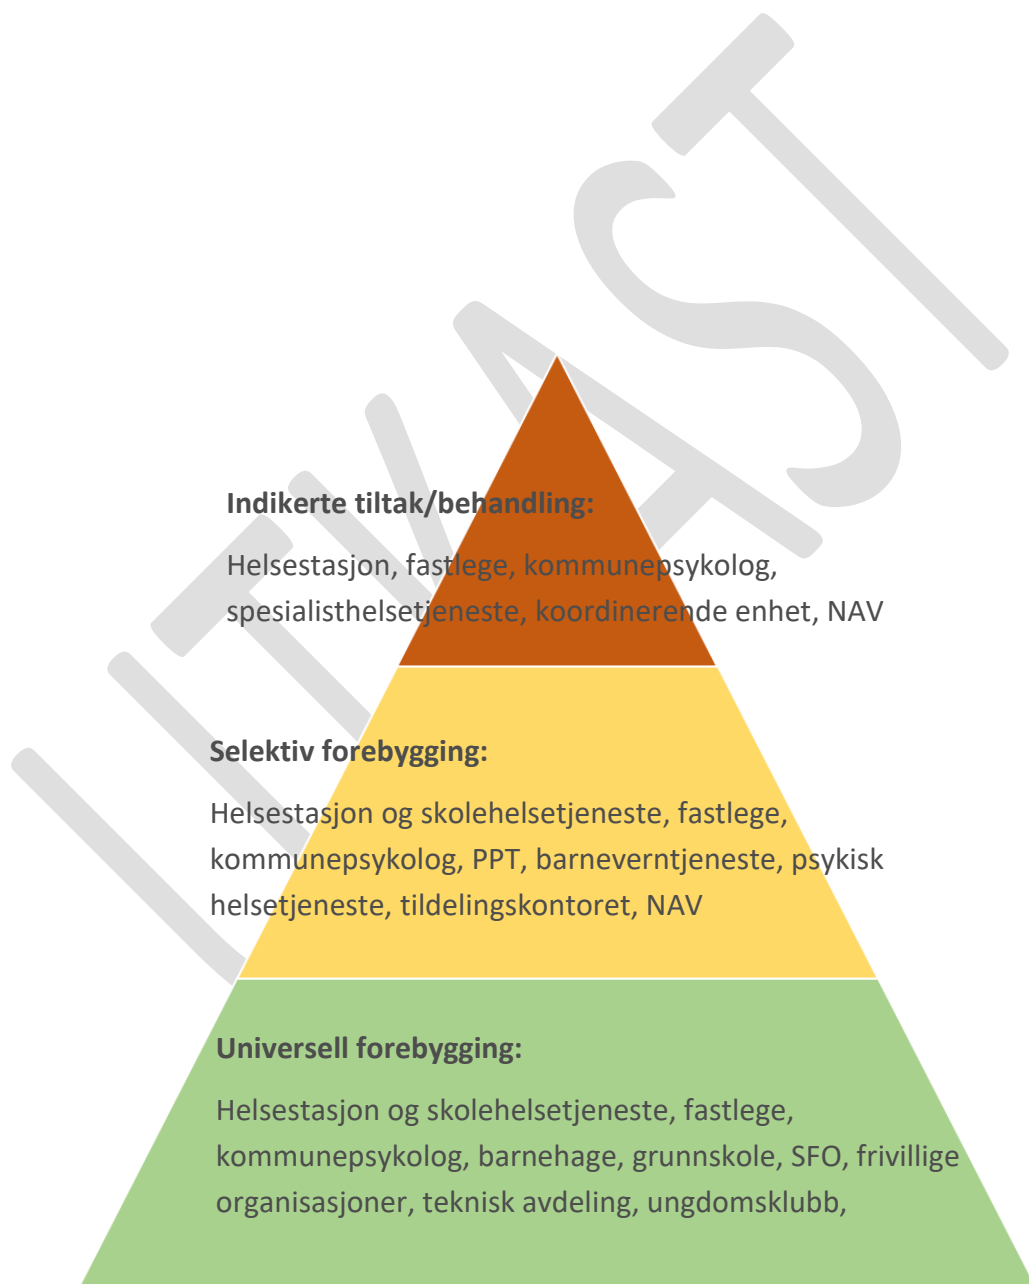 UTKAST
Indikerte tiltak/behandling:
Helsestasjon, fastlege, kommunepsykolog,
spesialisthelsetjeneste, koordinerende enhet, NAV
Selektiv forebygging:
Helsestasjon og skolehelsetjeneste, fastlege,
kommunepsykolog, PPT, barneverntjeneste, psykisk
helsetjeneste, tildelingskontoret, NAV
Universell forebygging:
Helsestasjon og skolehelsetjeneste, fastlege,
kommunepsykolog, barnehage, grunnskole, SFO, frivillige
organisasjoner, teknisk avdeling, ungdomsklubb,